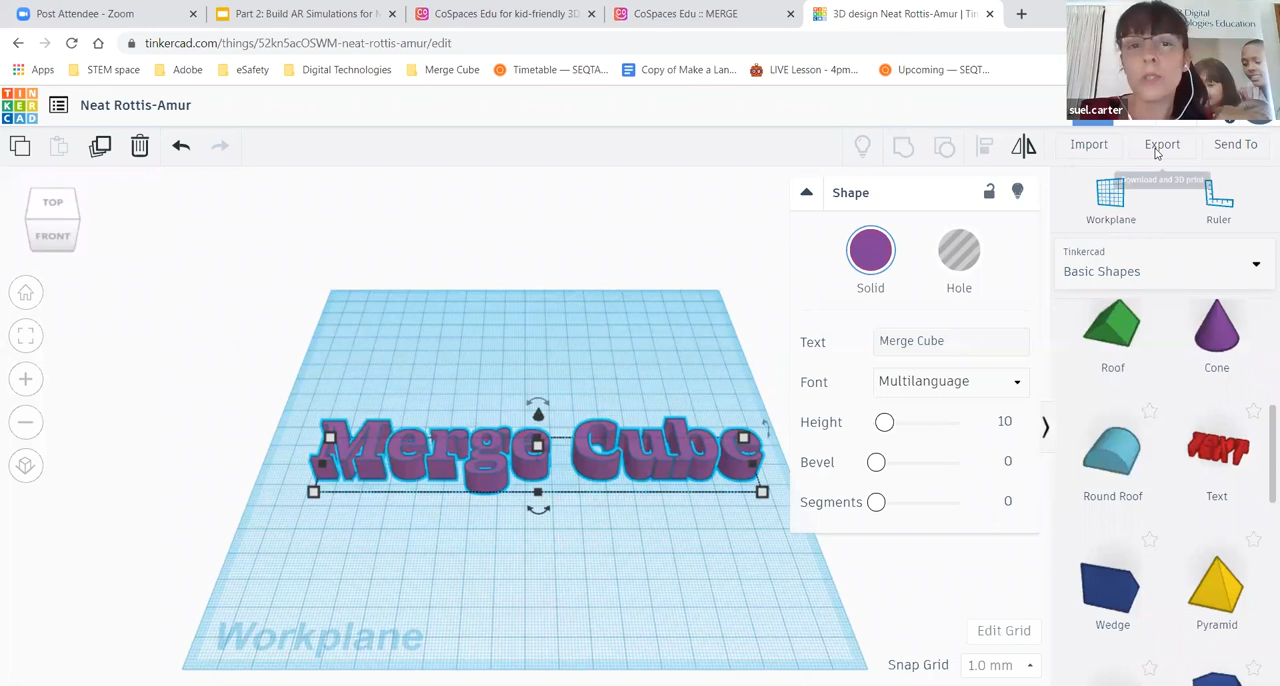 Post Attendee - Zoom
Part 2: Build AR Simulations for M
CoSpaces Edu for kid-friendly 3D
CoSpaces Edu :: MERGE
3D design Neat Rottis-Amur | Tin
tinkercad.com/things/52kn5acOSWM-neat-rottis-amur/edit
Apps
STEM space
Adobe
eSafety
Digital Technologies
Merge Cube
Timetable — SEQTA...
Copy of Make a Lan...
LIVE Lesson - 4pm...
Upcoming — SEQT...
Digital
nologies Education
suel.carter
TIN
KER
CAD
Neat Rottis-Amur
Import
Export
Send To
Download and 3D print
TOP
FRONT
Shape
Solid
Hole
Text
Merge Cube
Font
Multilanguage
Height
10
Bevel
0
Segments
0
Workplane
Ruler
Tinkercad
Basic Shapes
Roof
Cone
Round Roof
TEXT
Text
Wedge
Pyramid
Merge Cube
Workplane
Edit Grid
Snap Grid
1.0 mm